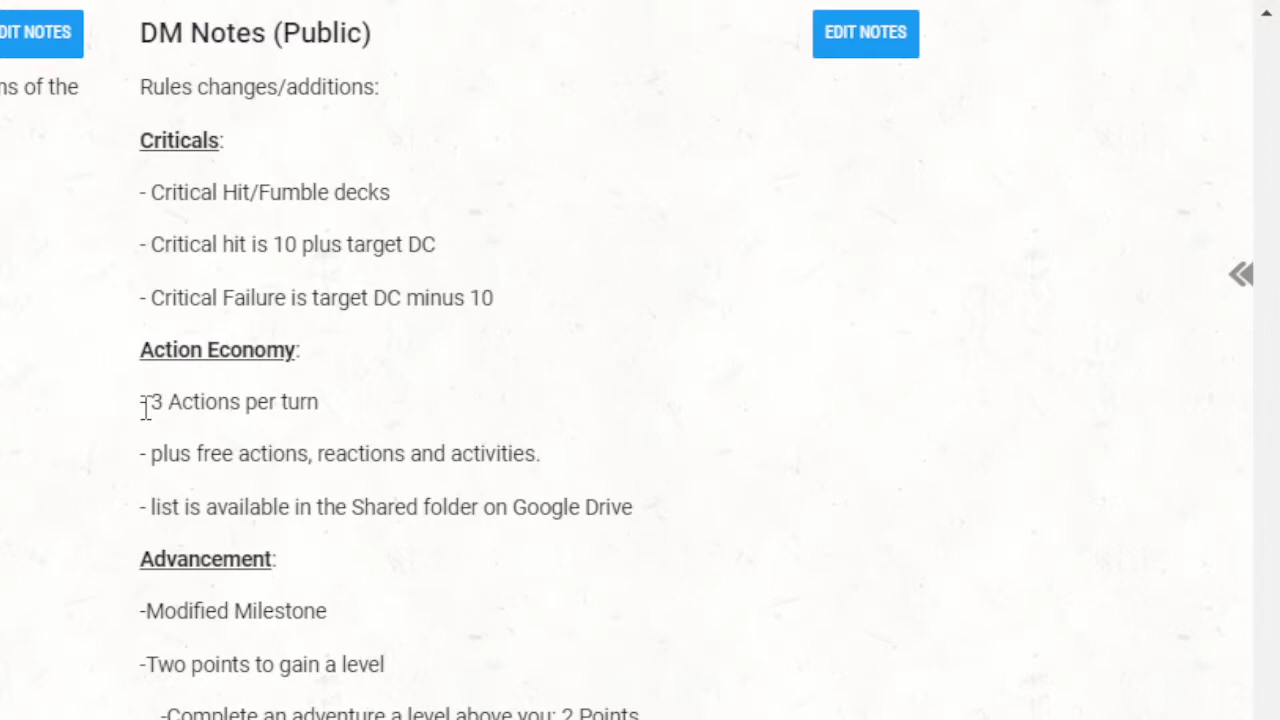 DIT NOTES
DM Notes (Public)
EDIT NOTES
ns of the
Rules changes/additions:
Criticals:
- Critical Hit/Fumble decks
- Critical hit is 10 plus target DC
- Critical Failure is target DC minus 10
Action Economy:
- 3 Actions per turn
- plus free actions, reactions and activities.
- list is available in the Shared folder on Google Drive
Advancement:
-Modified Milestone
-Two points to gain a level
-Complete an adventure a level above you: 2 Points